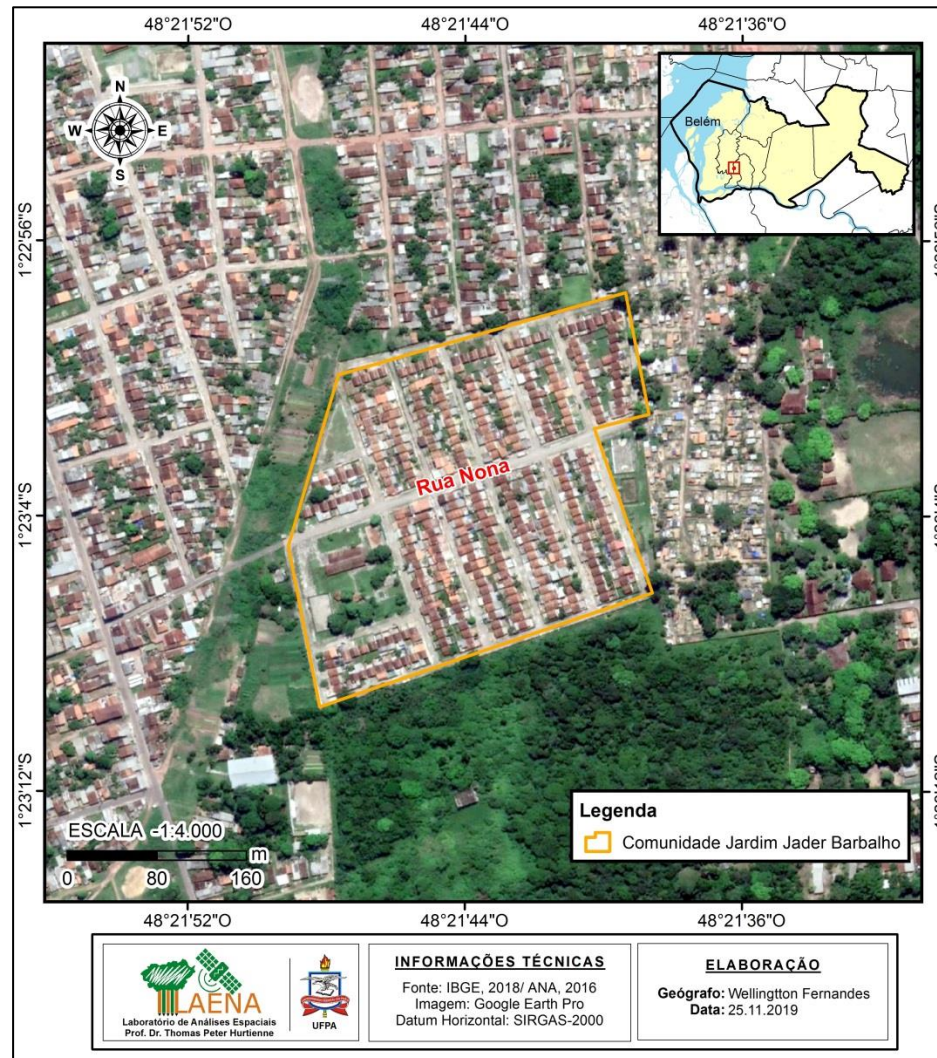 48°21'52"O
48°21'44"O
48°21'36"O
N
W
E
S
Belém
1°22'56"S
Rua Nona
1°23'4"S
1°23'12"S
ESCALA -1:4.000
m
0
80
160
Legenda
Comunidade Jardim Jader Barbalho
48°21'52"O
48°21'44"O
48°21'36"O
LAENA
Laboratório de Análises Espaciais
Prof. Dr. Thomas Peter Hurtienne
UFPA
INFORMAÇÕES TÉCNICAS
Fonte: IBGE, 2018/ ANA, 2016
Imagem: Google Earth Pro
Datum Horizontal: SIRGAS-2000
ELABORAÇÃO
Geógrafo: Wellingtton Fernandes
Data: 25.11.2019